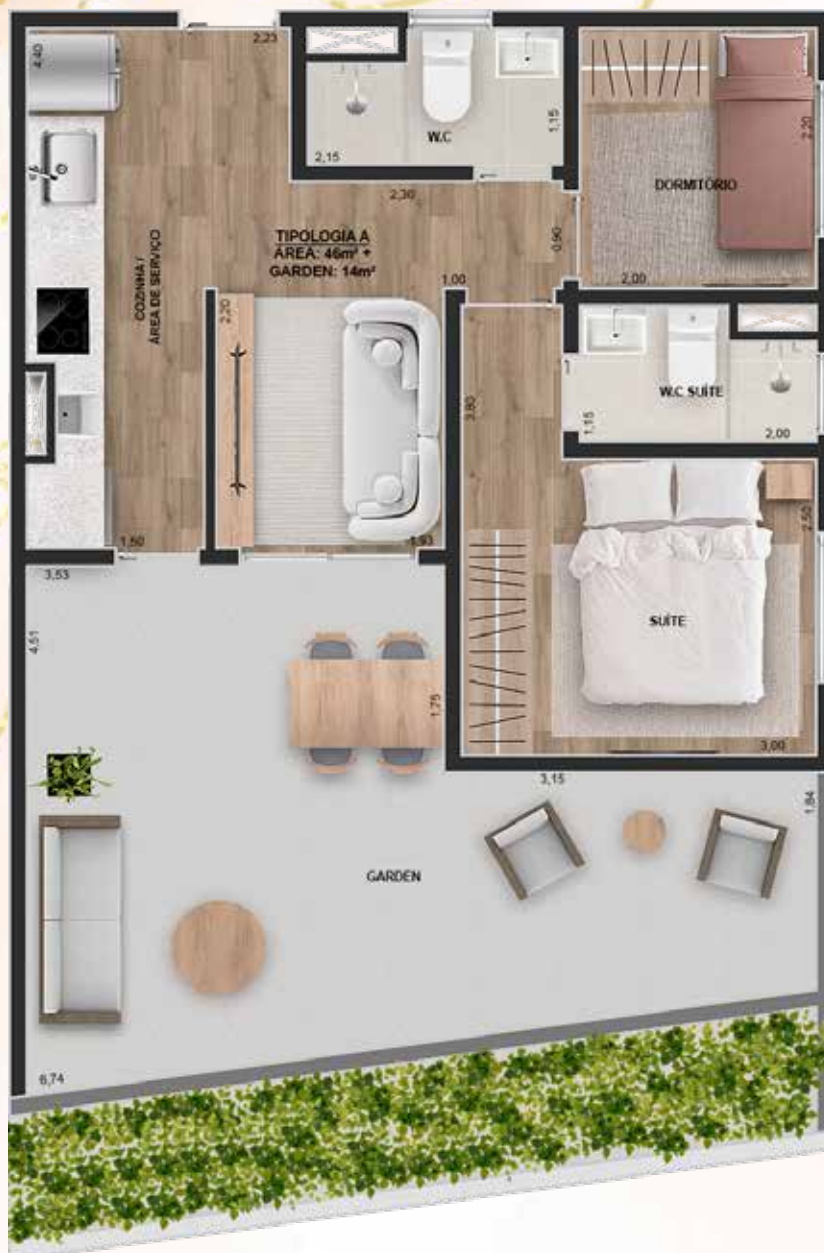 2,23
4,40
2,15
W.C
1,15
2,20
DORMITÓRIO
2,30
0,90
2,00
TIPOLOGIA A
ÁREA: 46m² +
GARDEN: 14m²
1,00
COZINHA /
ÁREA DE SERVIÇO
2,20
3,80
W.C SUÍTE
1,15
2,00
2,50
1,50
1,93
SUÍTE
3,53
4,51
1,75
3,00
3,15
1,84
GARDEN
6,74